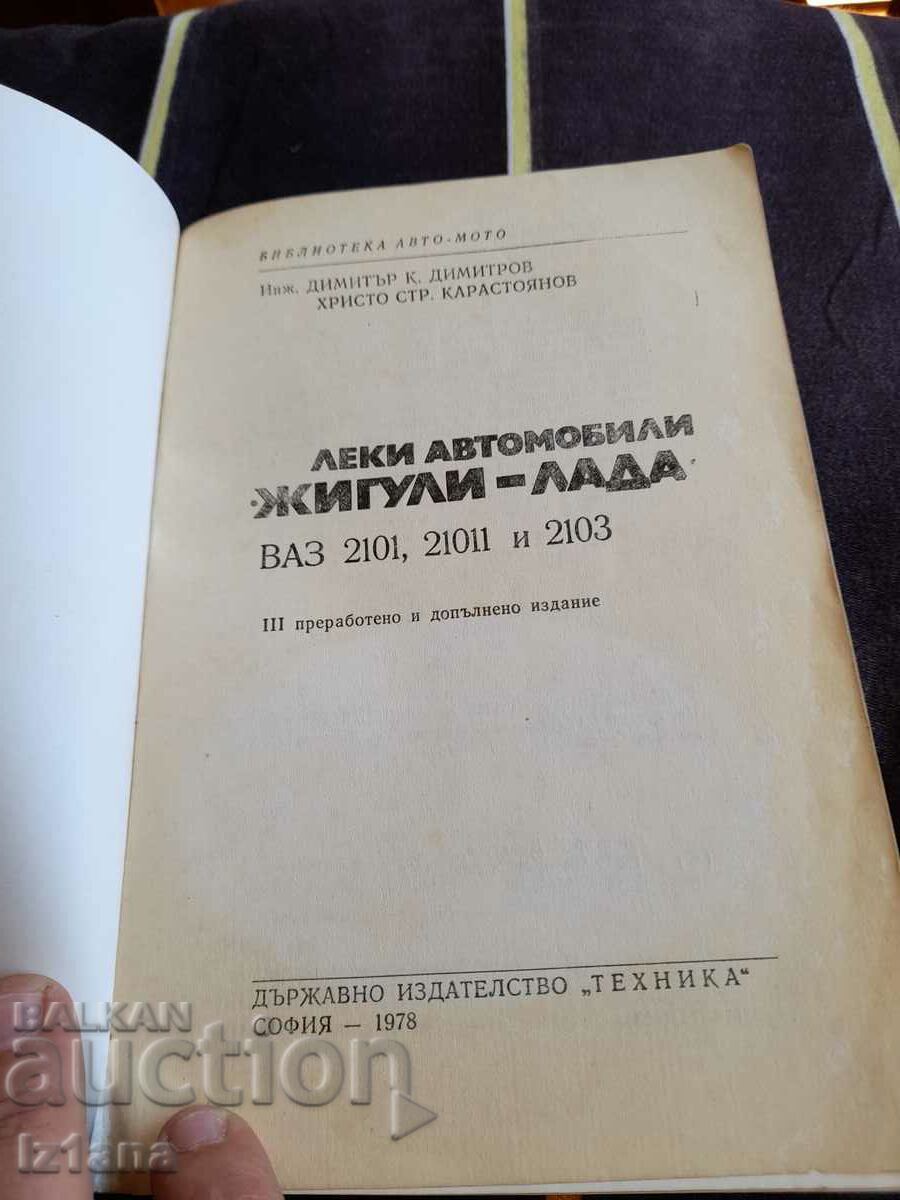 БИБЛИОТЕКА АВТО-МОТО
Инж. ДИМИТЪР К. ДИМИТРОВ
ХРИСТО СТР. КАРАСТОЯНОВ
ЛЕКИ АВТОМОБИЛИ
„ЖИГУЛИ-ЛАДА“
ВАЗ 2101, 21011 и 2103
III преработено и допълнено издание
ДЪРЖАВНО ИЗДАТЕЛСТВО „ТЕХНИКА“
СОФИЯ — 1978
BALKAN
auction
Iz1ana